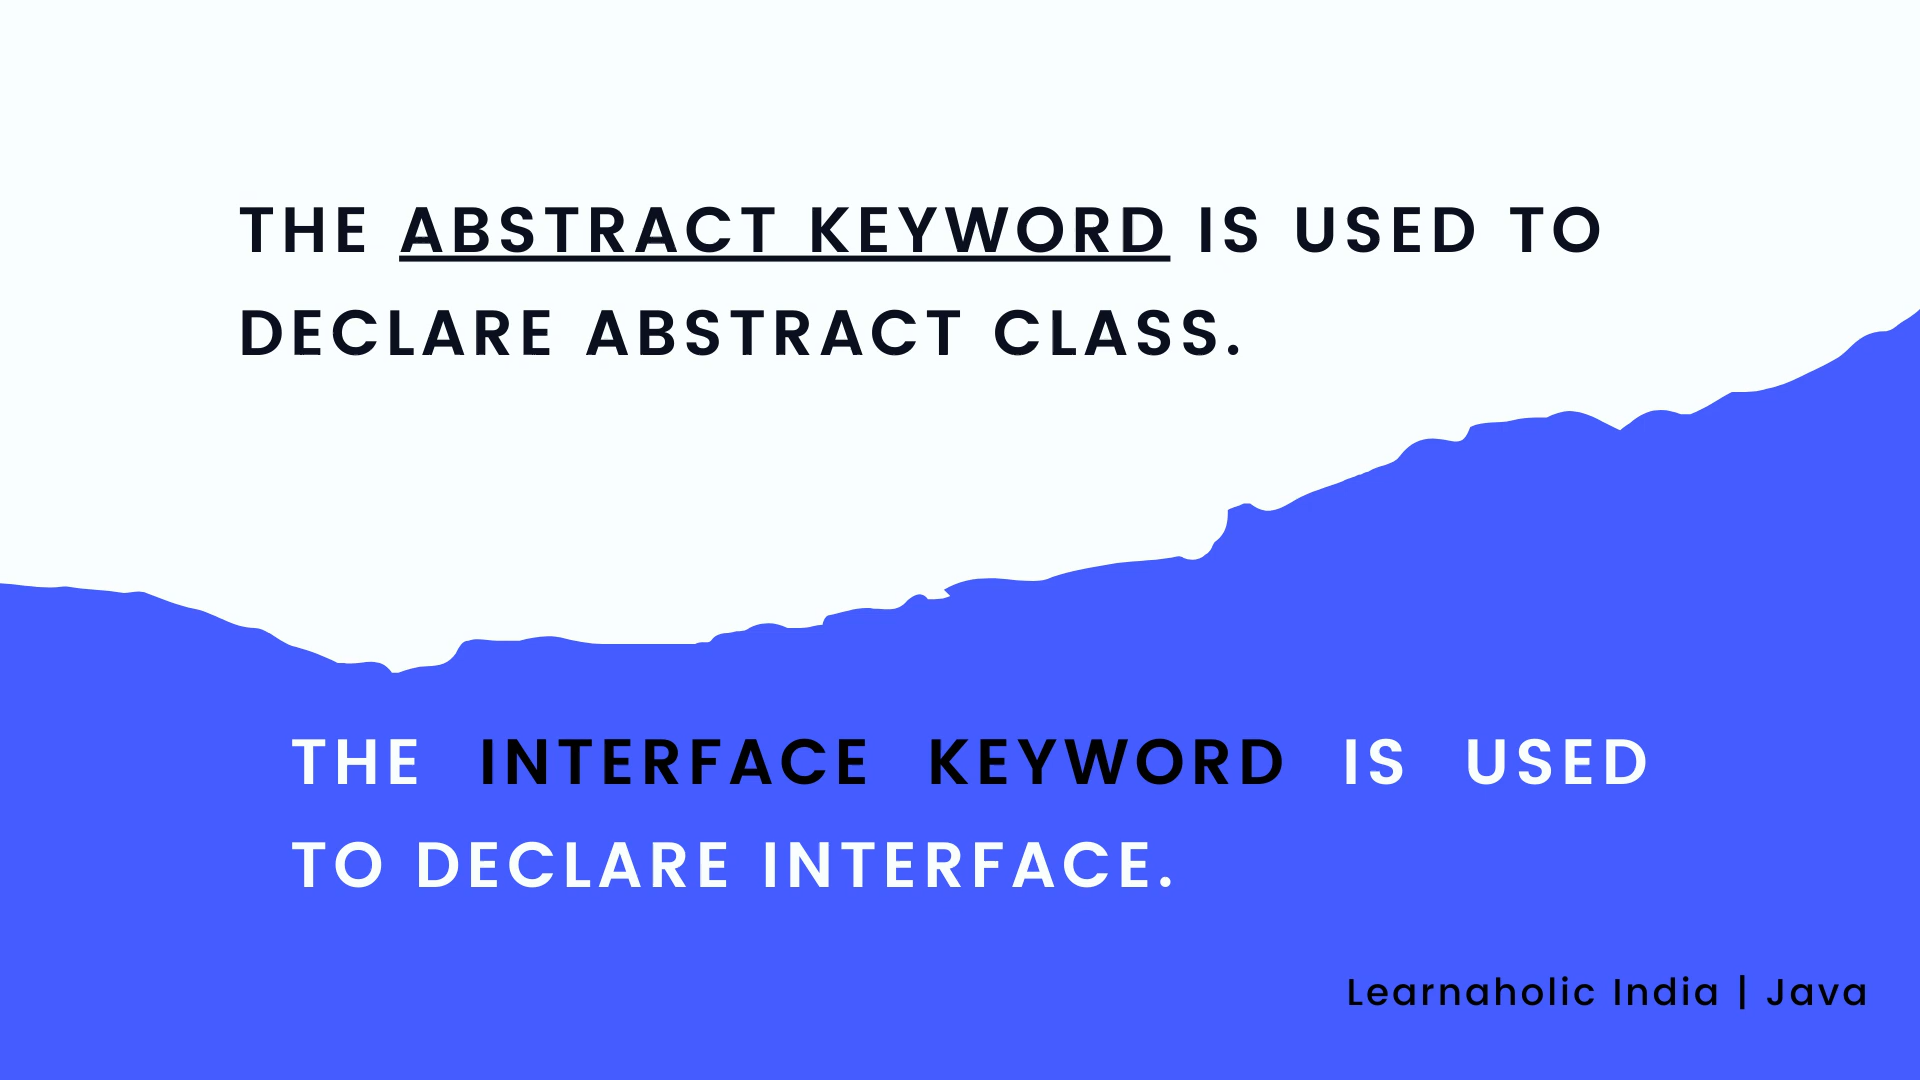 THE ABSTRACT KEYWORD IS USED TO
DECLARE ABSTRACT CLASS.
THE INTERFACE KEYWORD IS USED
TO DECLARE INTERFACE.
Learnaholic India | Java